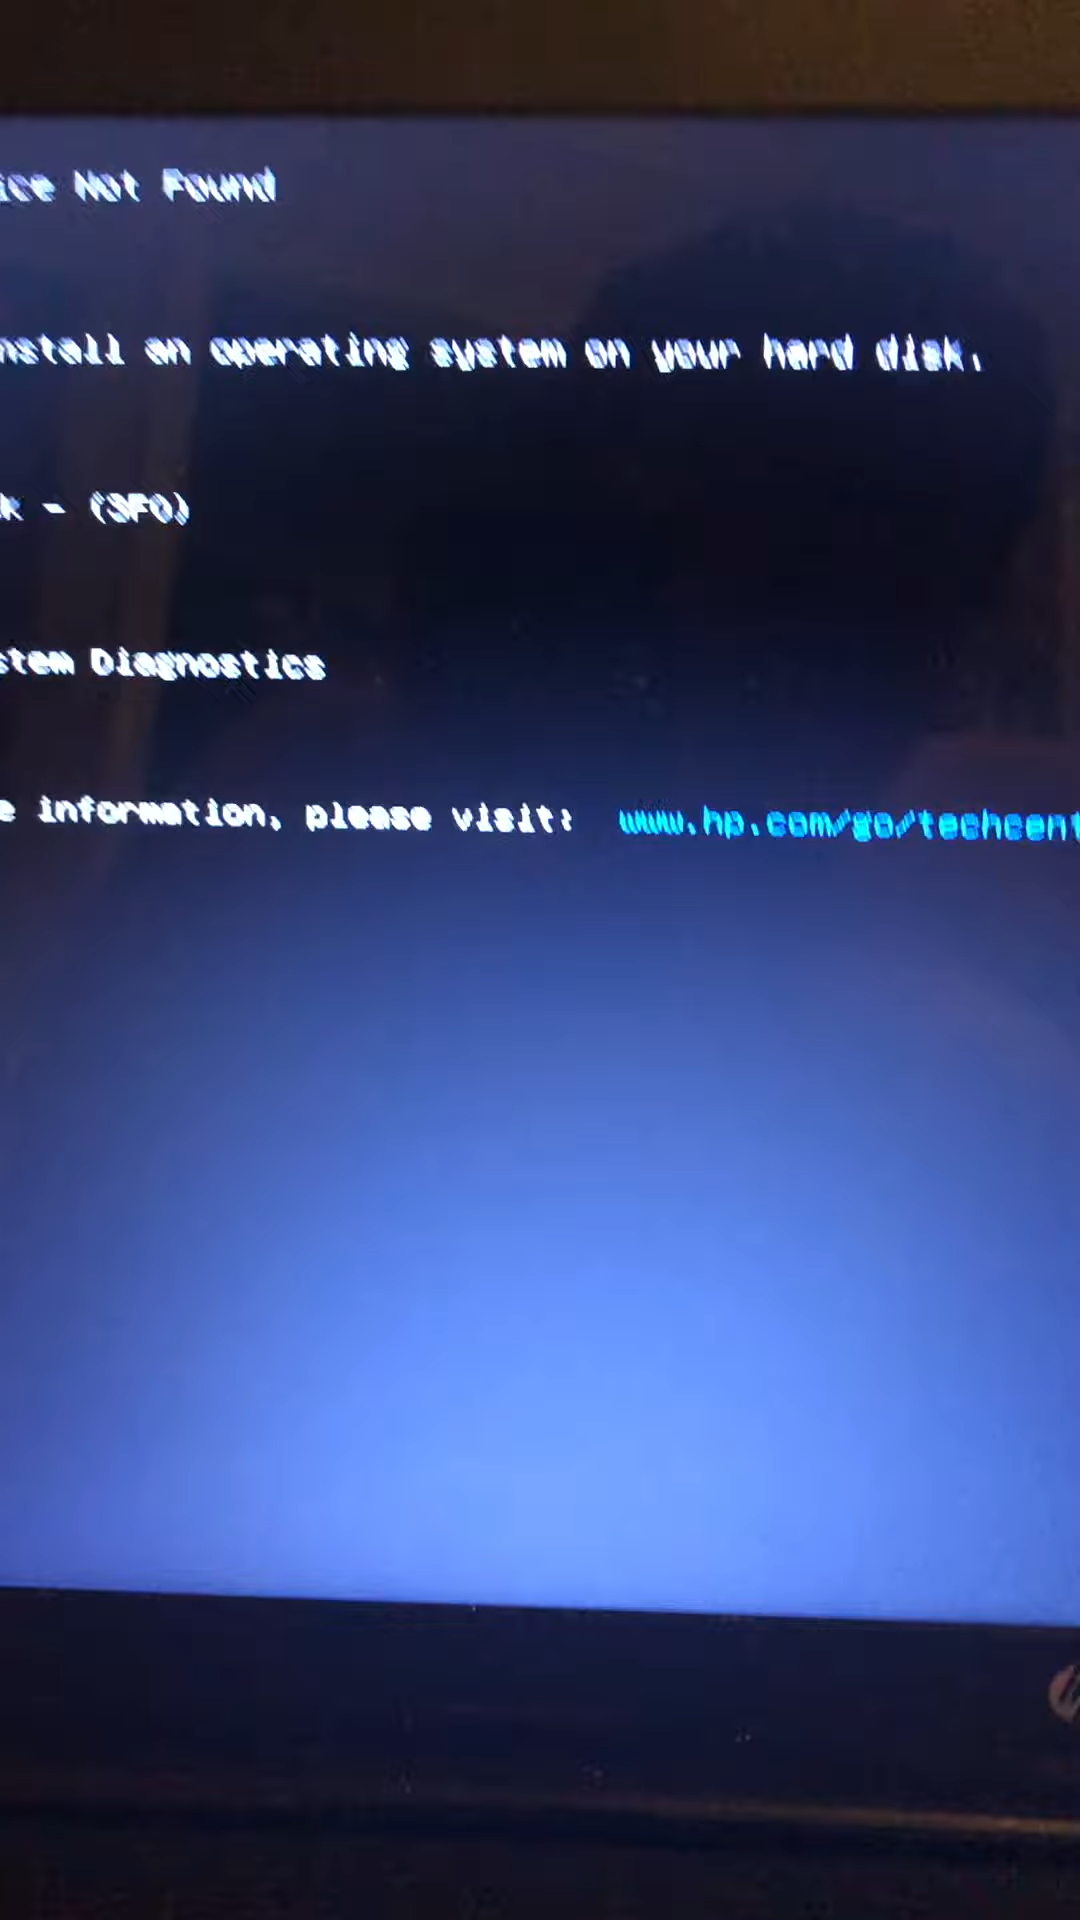 ice Not Found
nstall an operating system on your hard disk.
k - (3F0)
stem Diagnostics
e information, please visit: www.hp.com/go/techcent